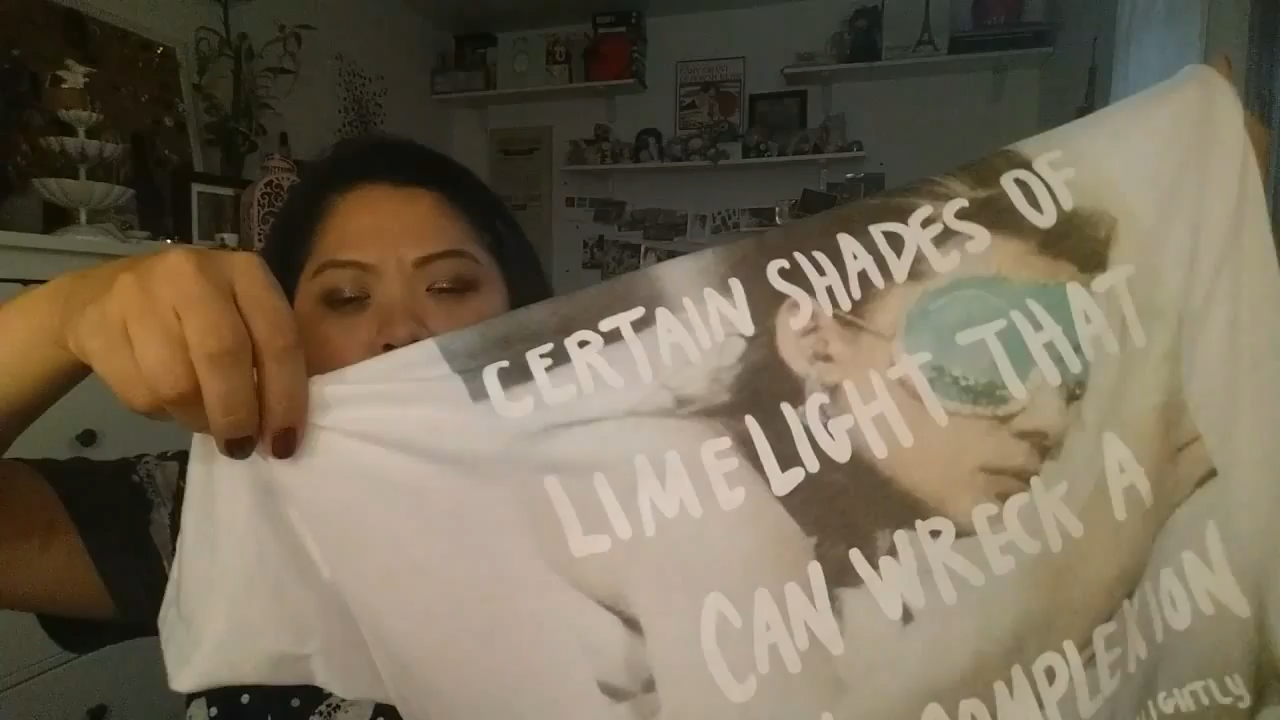 CERTAIN SHADES OF
LIMELIGHT THAT
CAN WRECK A
COMPLEXION